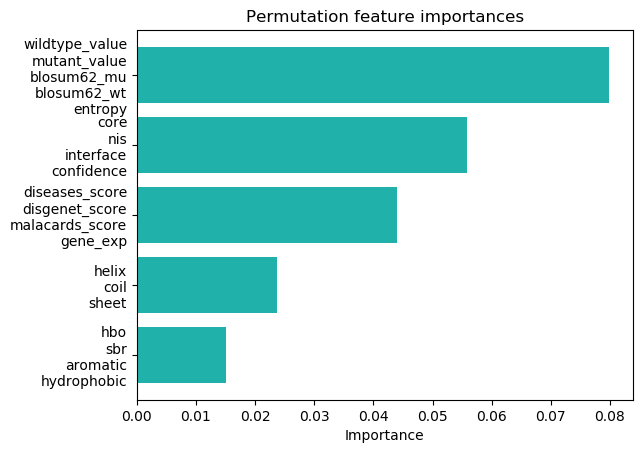 Permutation feature importances
wildtype_value
mutant_value
blosum62_mu
blosum62_wt
entropy
core
nis
interface
confidence
diseases_score
disgenet_score
malacards_score
gene_exp
helix
coil
sheet
hbo
sbr
aromatic
hydrophobic
0.00 0.01 0.02 0.03 0.04 0.05 0.06 0.07 0.08
Importance